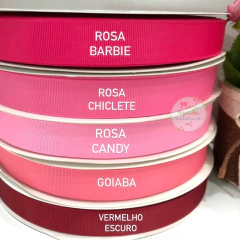 ROSA
BARBIE
ROSA
CHICLETE
ROSA
CANDY
GOIABA
VERMELHO
ESCURO